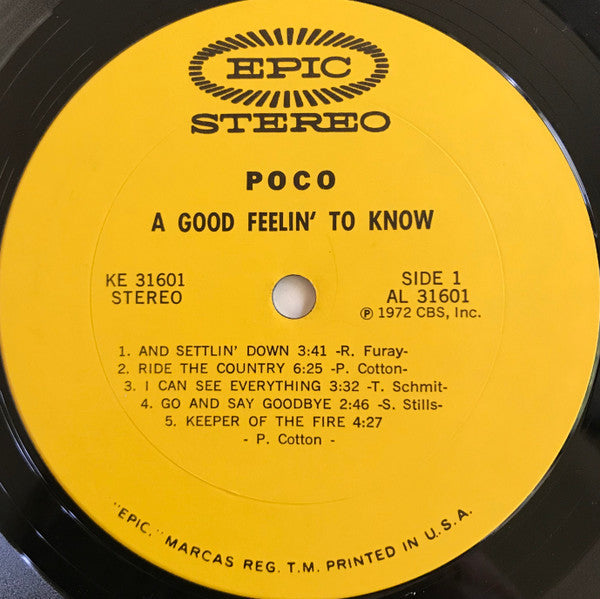 EPIC
STEREO
POCO
A GOOD FEELIN' TO KNOW
KE 31601
STEREO
SIDE 1
AL 31601
Ⓟ 1972 CBS, Inc.
1. AND SETTLIN' DOWN 3:41 -R. Furay-
2. RIDE THE COUNTRY 6:25 -P. Cotton-
3. I CAN SEE EVERYTHING 3:32 -T. Schmit-
4. GO AND SAY GOODBYE 2:46 -S. Stills-
5. KEEPER OF THE FIRE 4:27
- P. Cotton -
"EPIC," MARCAS REG. T.M. PRINTED IN U.S.A.